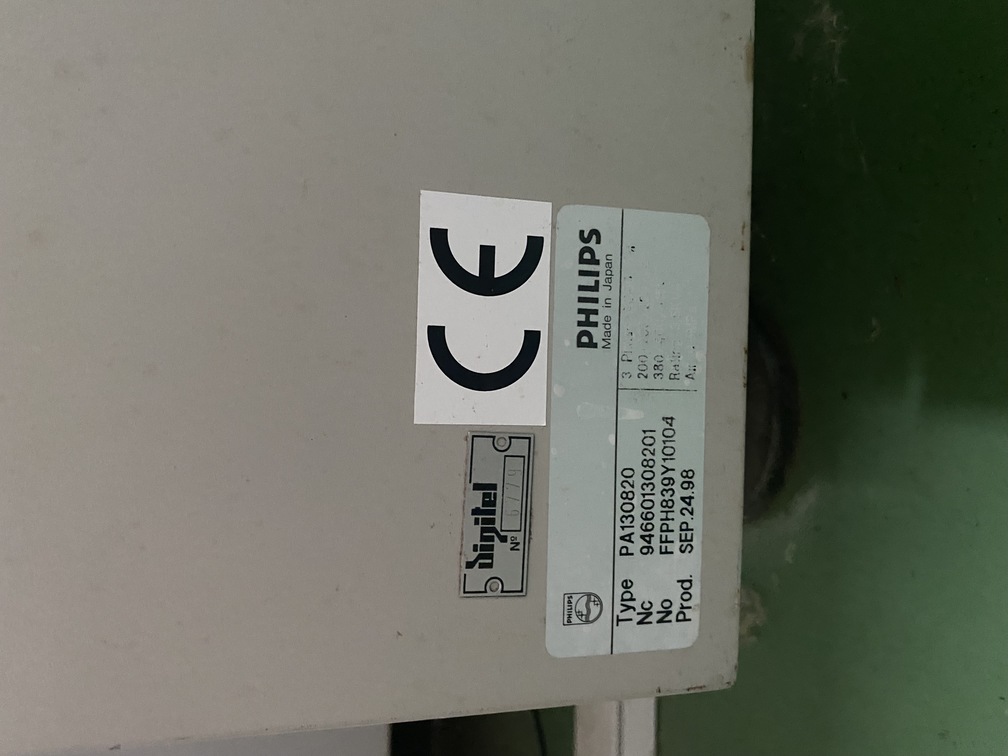 CE
Digitel
Nº
PHILIPS
PHILIPS
Made in Japan
Type PA130820
Nc 946601308201
No FFPH839Y10104
Prod. SEP.24.98
3
200
380